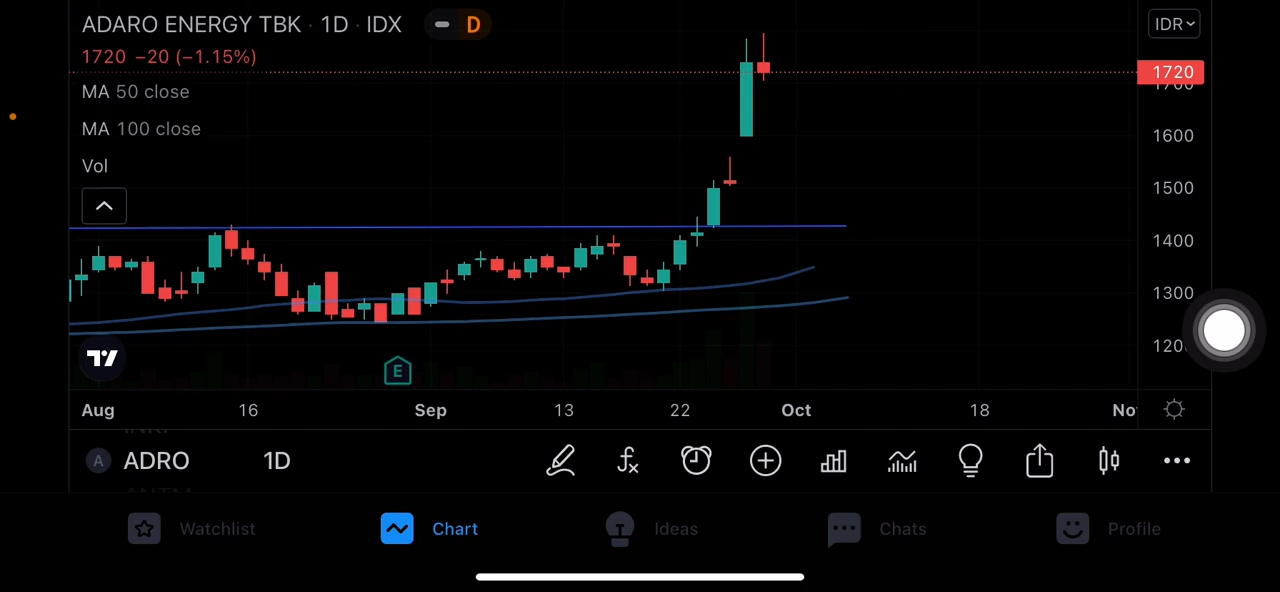 ADARO ENERGY TBK · 1D · IDX D IDR
1720 −20 (−1.15%)
1720
1700
MA 50 close
MA 100 close
1600
Vol
1500
1400
1300
E
Aug 16 Sep 13 22 Oct 18
A ADRO 1D
Watchlist Chart Ideas Chats Profile